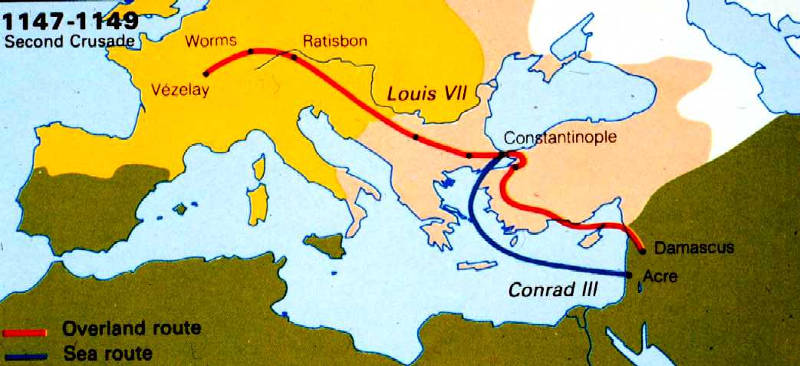 1147-1149
Second Crusade
Worms
Ratisbon
Vézelay
Louis VII
Constantinople
Damascus
Acre
Conrad III
Overland route
Sea route